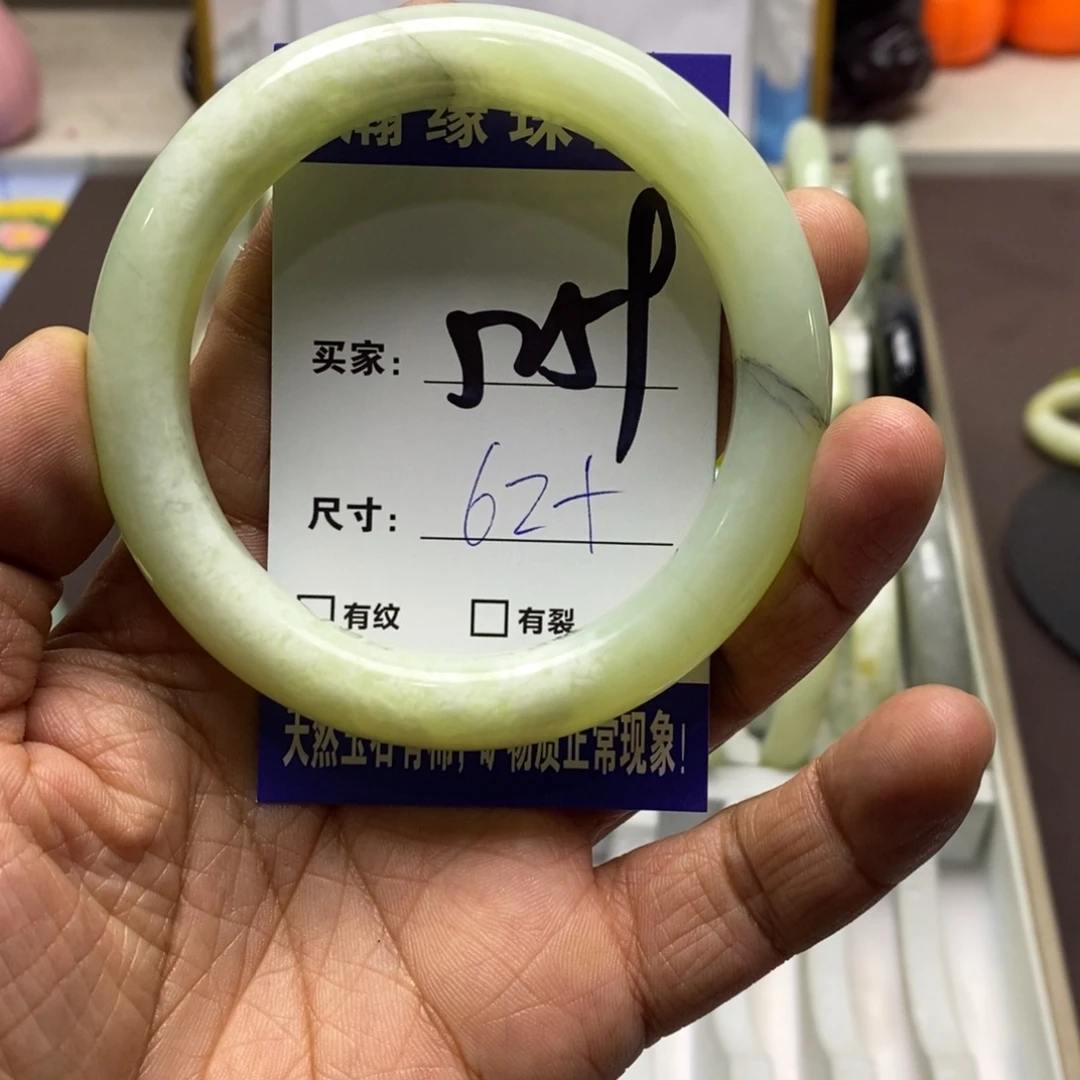 瀚缘珠
买家：
尺寸：62+
□有纹 □有裂
天然玉石有棉，矿物质正常现象！